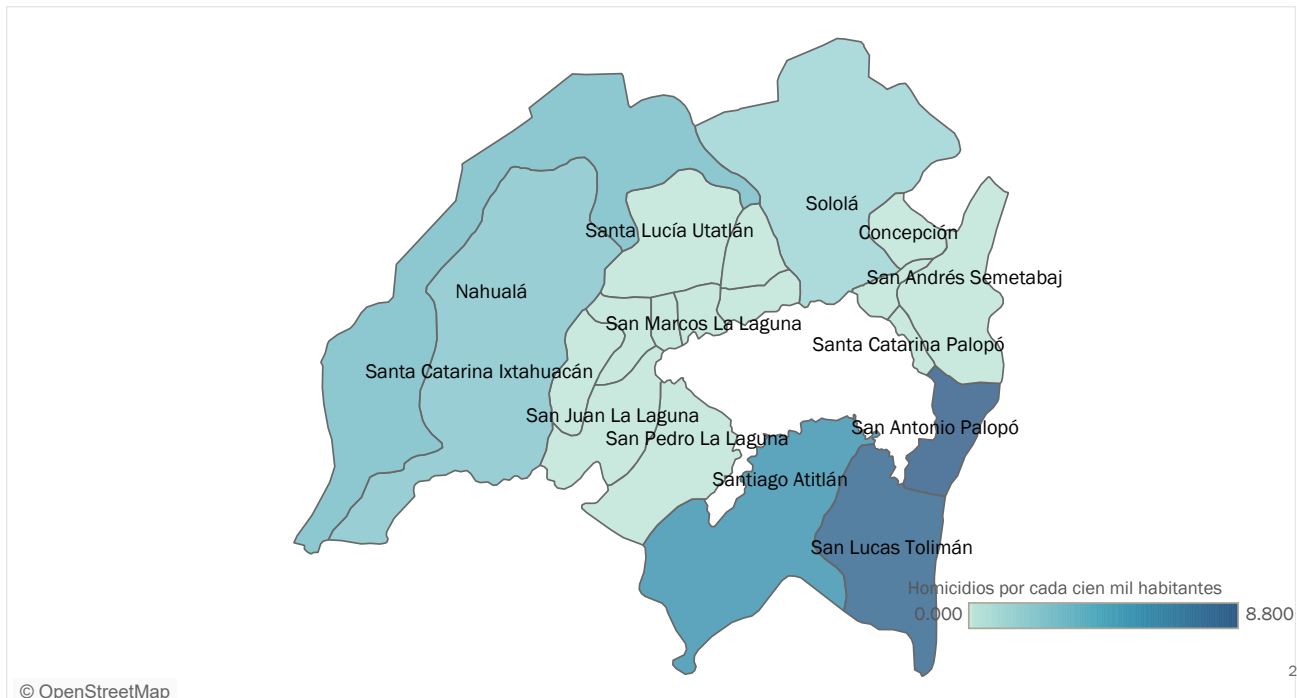 Sololá
Santa Lucía Utatlán
Concepción
San Andrés Semetabaj
Nahualá
San Marcos La Laguna
Santa Catarina Palopó
Santa Catarina Ixtahuacán
San Juan La Laguna
San Antonio Palopó
San Pedro La Laguna
Santiago Atitlán
San Lucas Tolimán
Homicidios por cada cien mil habitantes
0.000 8.800
2
© OpenStreetMap